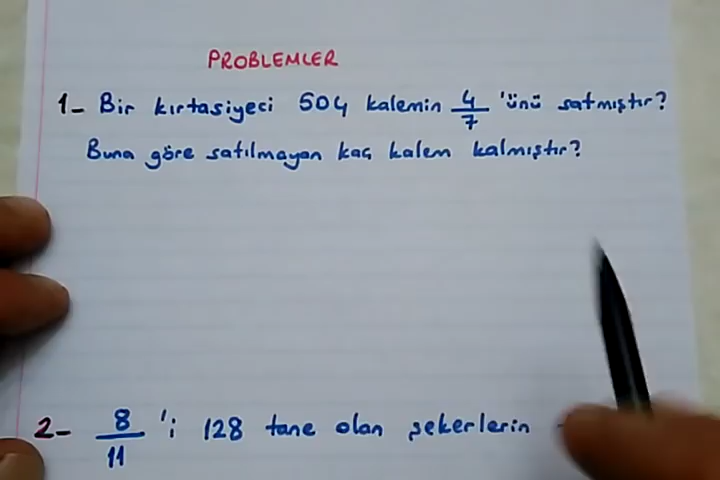 PROBLEMLER
1- Bir kırtasiyeci 504 kalemin 4/7 'ünü satmıştır?
Buna göre satılmayan kaç kalem kalmıştır?
2- 8/11 'i 128 tane olan şekerlerin